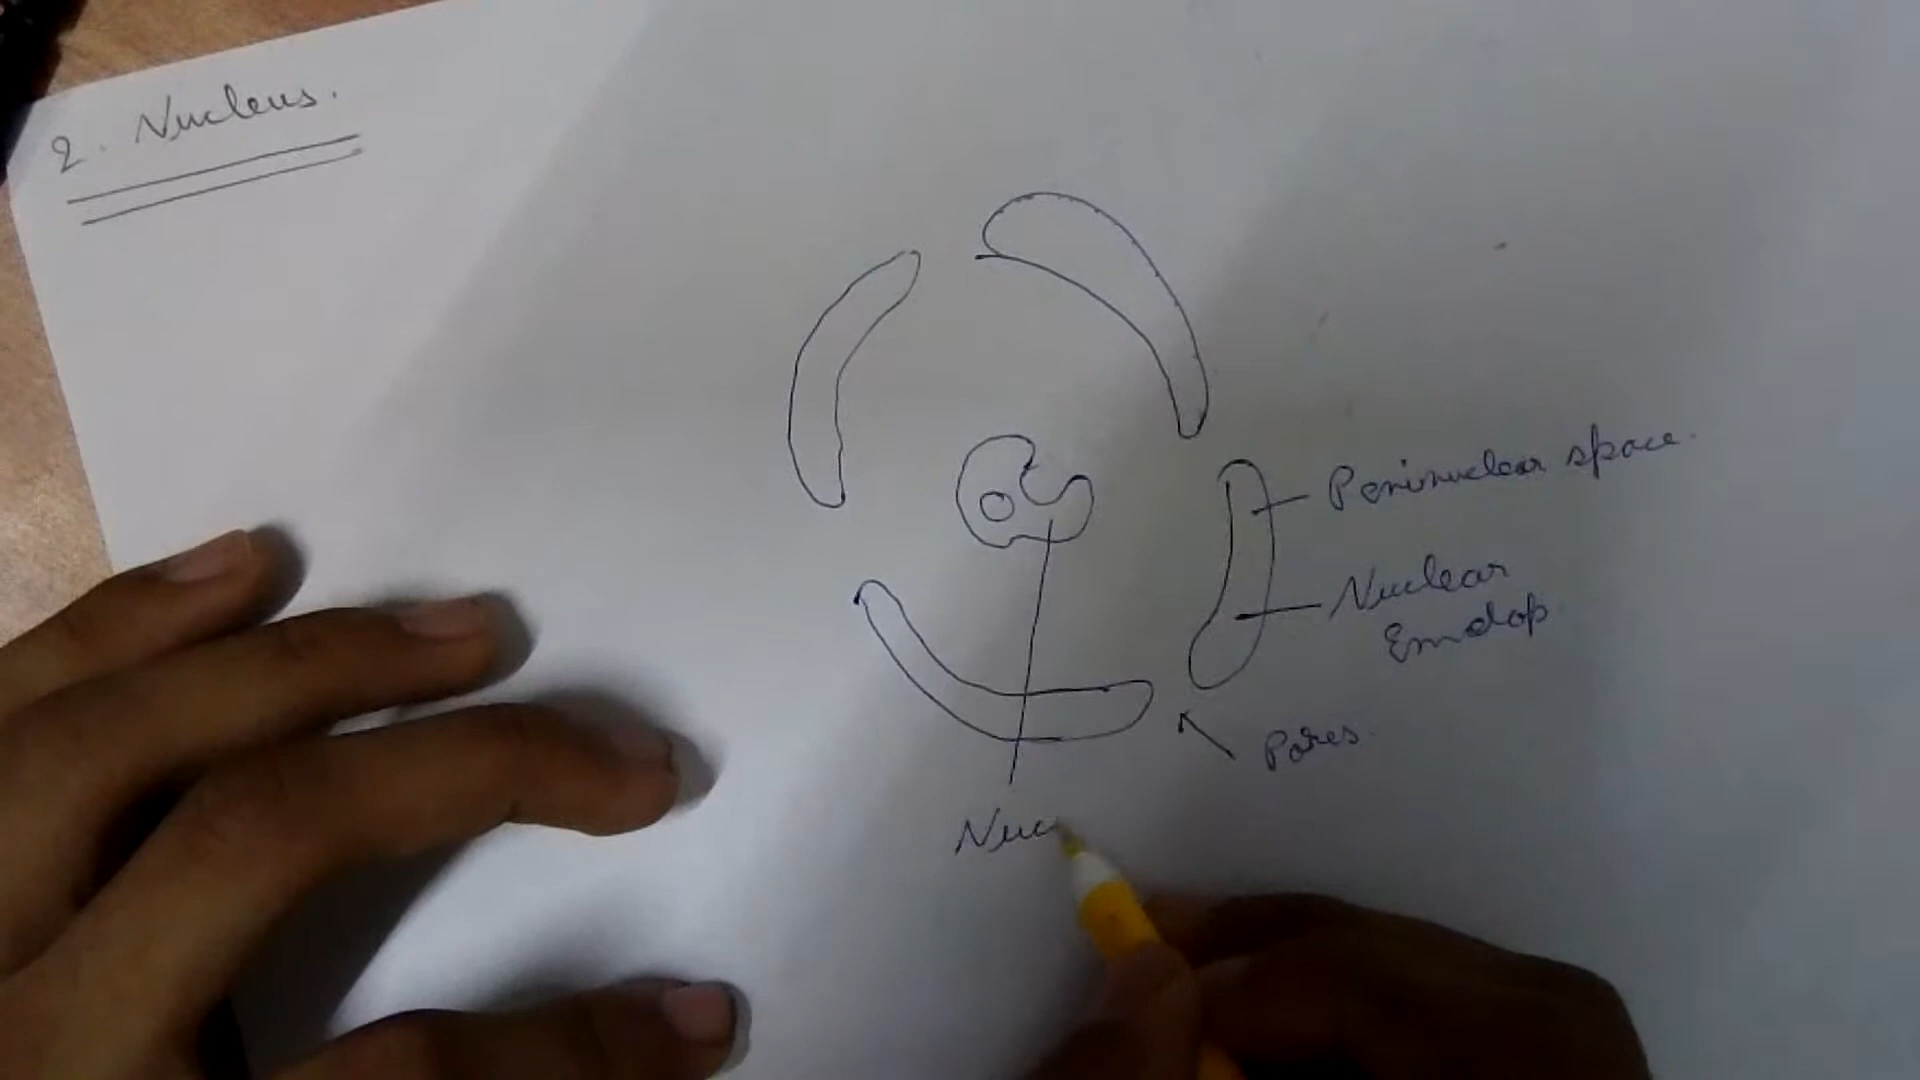 2. Nucleus.
Perinuclear space.
Nuclear
Envelop
Pores.
Nuc